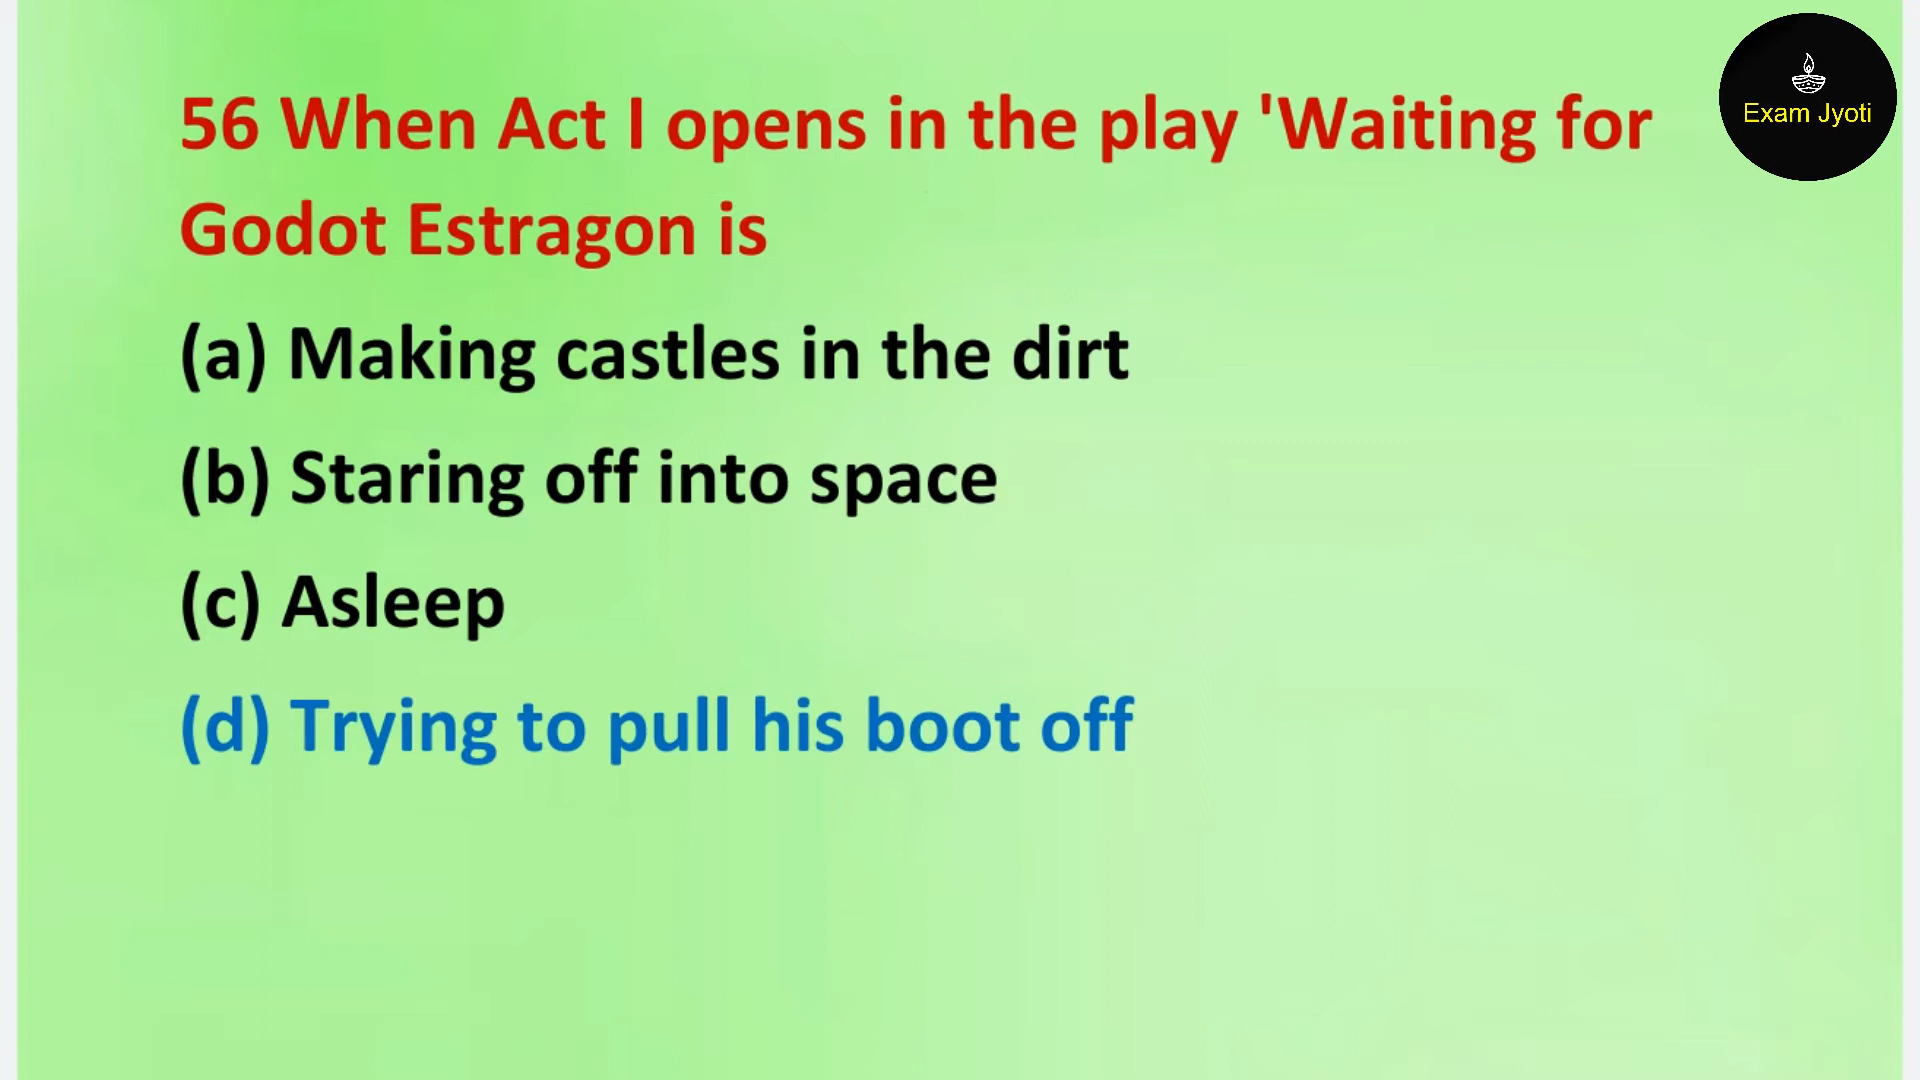 56 When Act I opens in the play 'Waiting for
Godot Estragon is
(a) Making castles in the dirt
(b) Staring off into space
(c) Asleep
(d) Trying to pull his boot off
Exam Jyoti